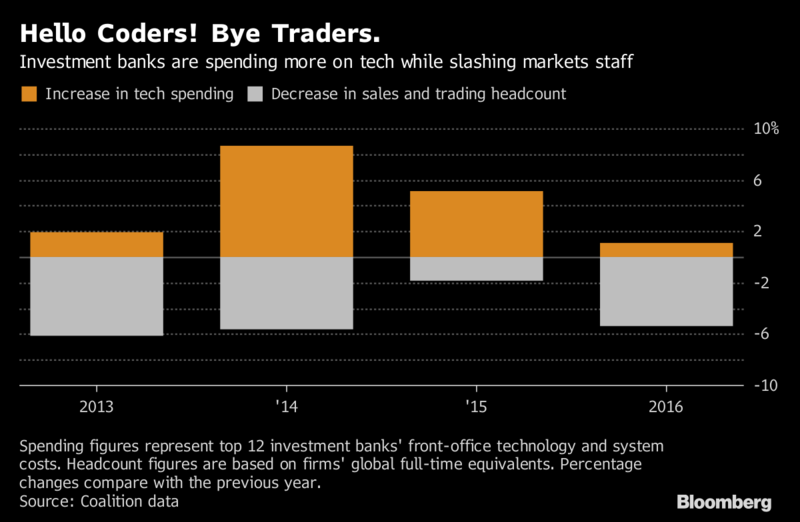 Hello Coders! Bye Traders.
Investment banks are spending more on tech while slashing markets staff
Increase in tech spending Decrease in sales and trading headcount
10%
6
2
-2
-6
-10
2013 '14 '15 2016
Spending figures represent top 12 investment banks' front-office technology and system
costs. Headcount figures are based on firms' global full-time equivalents. Percentage
changes compare with the previous year.
Source: Coalition data
Bloomberg